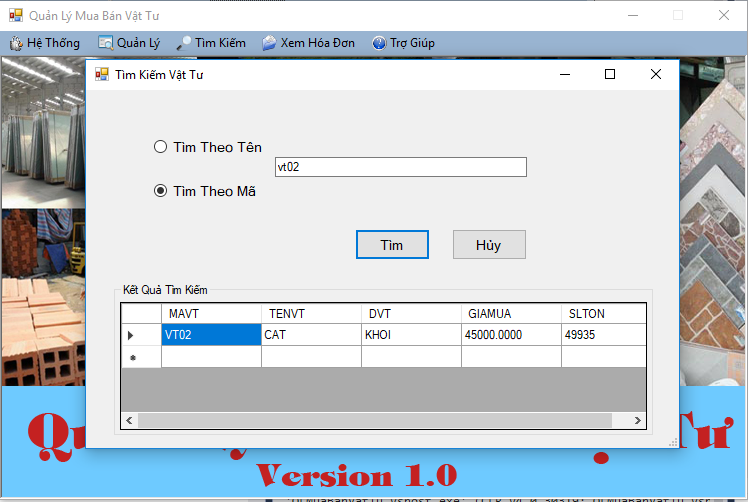 Quản Lý Mua Bán Vật Tư
Hệ Thống Quản Lý Tìm Kiếm Xem Hóa Đơn Trợ Giúp
Tìm Kiếm Vật Tư
Tìm Theo Tên
vt02
Tìm Theo Mã
Tìm Hủy
Kết Quả Tìm Kiếm
MAVT TENVT DVT GIAMUA SLTON
VT02 CAT KHOI 45000.0000 49935
Tư
Version 1.0